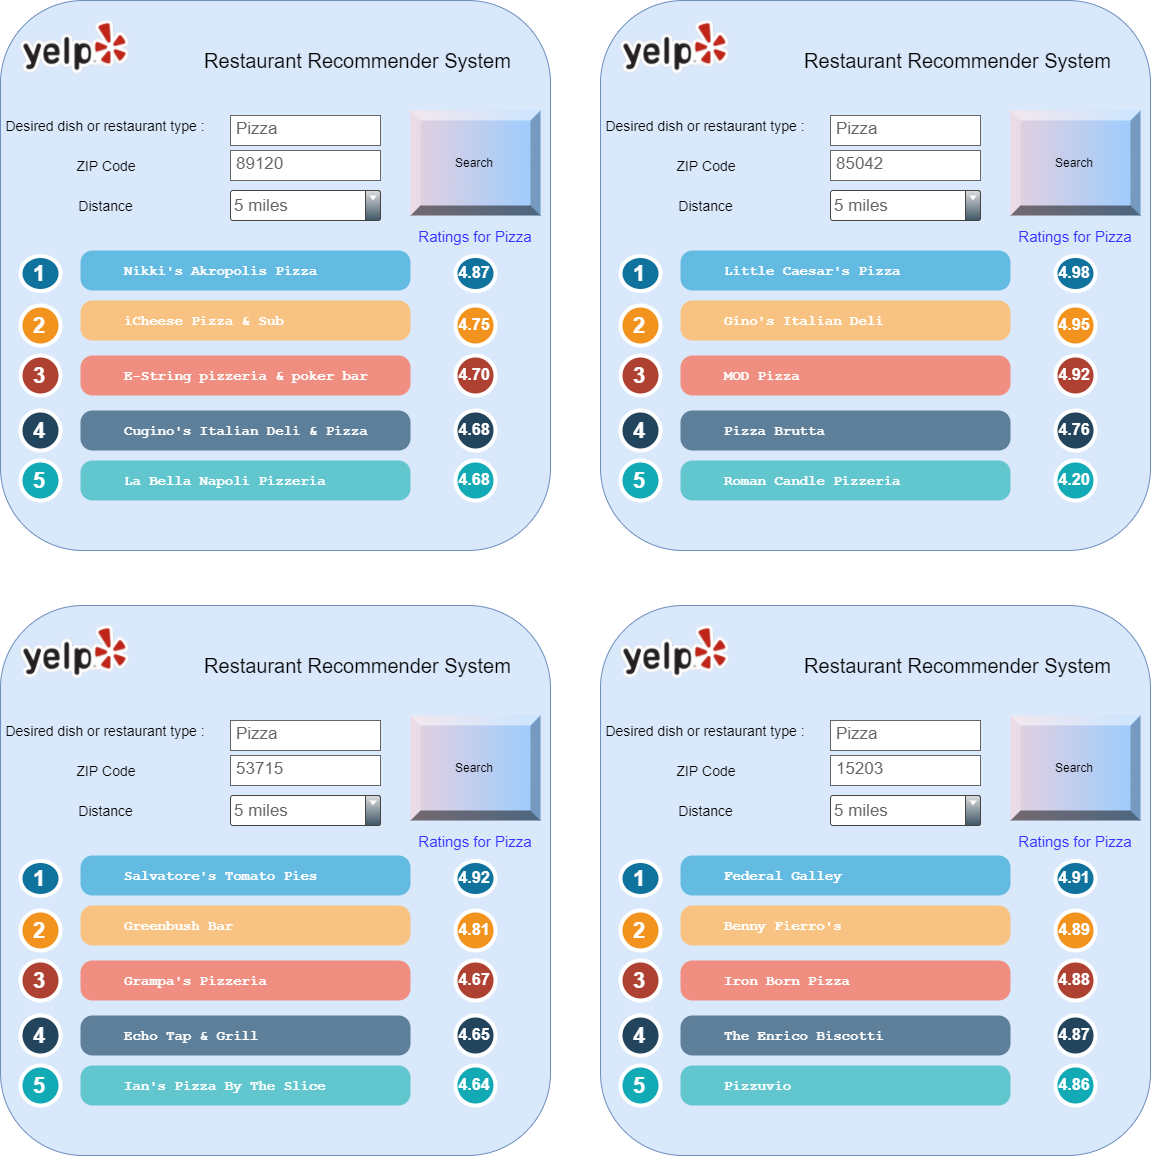 yelp
Restaurant Recommender System
Desired dish or restaurant type :
Pizza
Search
ZIP Code
89120
Distance
5 miles
Ratings for Pizza
1 Nikki's Akropolis Pizza 4.87
2 iCheese Pizza & Sub 4.75
3 E-String pizzeria & poker bar 4.70
4 Cugino's Italian Deli & Pizza 4.68
5 La Bella Napoli Pizzeria 4.68
yelp
Restaurant Recommender System
Desired dish or restaurant type :
Pizza
Search
ZIP Code
85042
Distance
5 miles
Ratings for Pizza
1 Little Caesar's Pizza 4.98
2 Gino's Italian Deli 4.95
3 MOD Pizza 4.92
4 Pizza Brutta 4.76
5 Roman Candle Pizzeria 4.20
yelp
Restaurant Recommender System
Desired dish or restaurant type :
Pizza
Search
ZIP Code
53715
Distance
5 miles
Ratings for Pizza
1 Salvatore's Tomato Pies 4.92
2 Greenbush Bar 4.81
3 Grampa's Pizzeria 4.67
4 Echo Tap & Grill 4.65
5 Ian's Pizza By The Slice 4.64
yelp
Restaurant Recommender System
Desired dish or restaurant type :
Pizza
Search
ZIP Code
15203
Distance
5 miles
Ratings for Pizza
1 Federal Galley 4.91
2 Benny Fierro's 4.89
3 Iron Born Pizza 4.88
4 The Enrico Biscotti 4.87
5 Pizzuvio 4.86